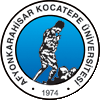 AFYONKARAHİSAR KOCATEPE ÜNİVERSİTESİ
1974